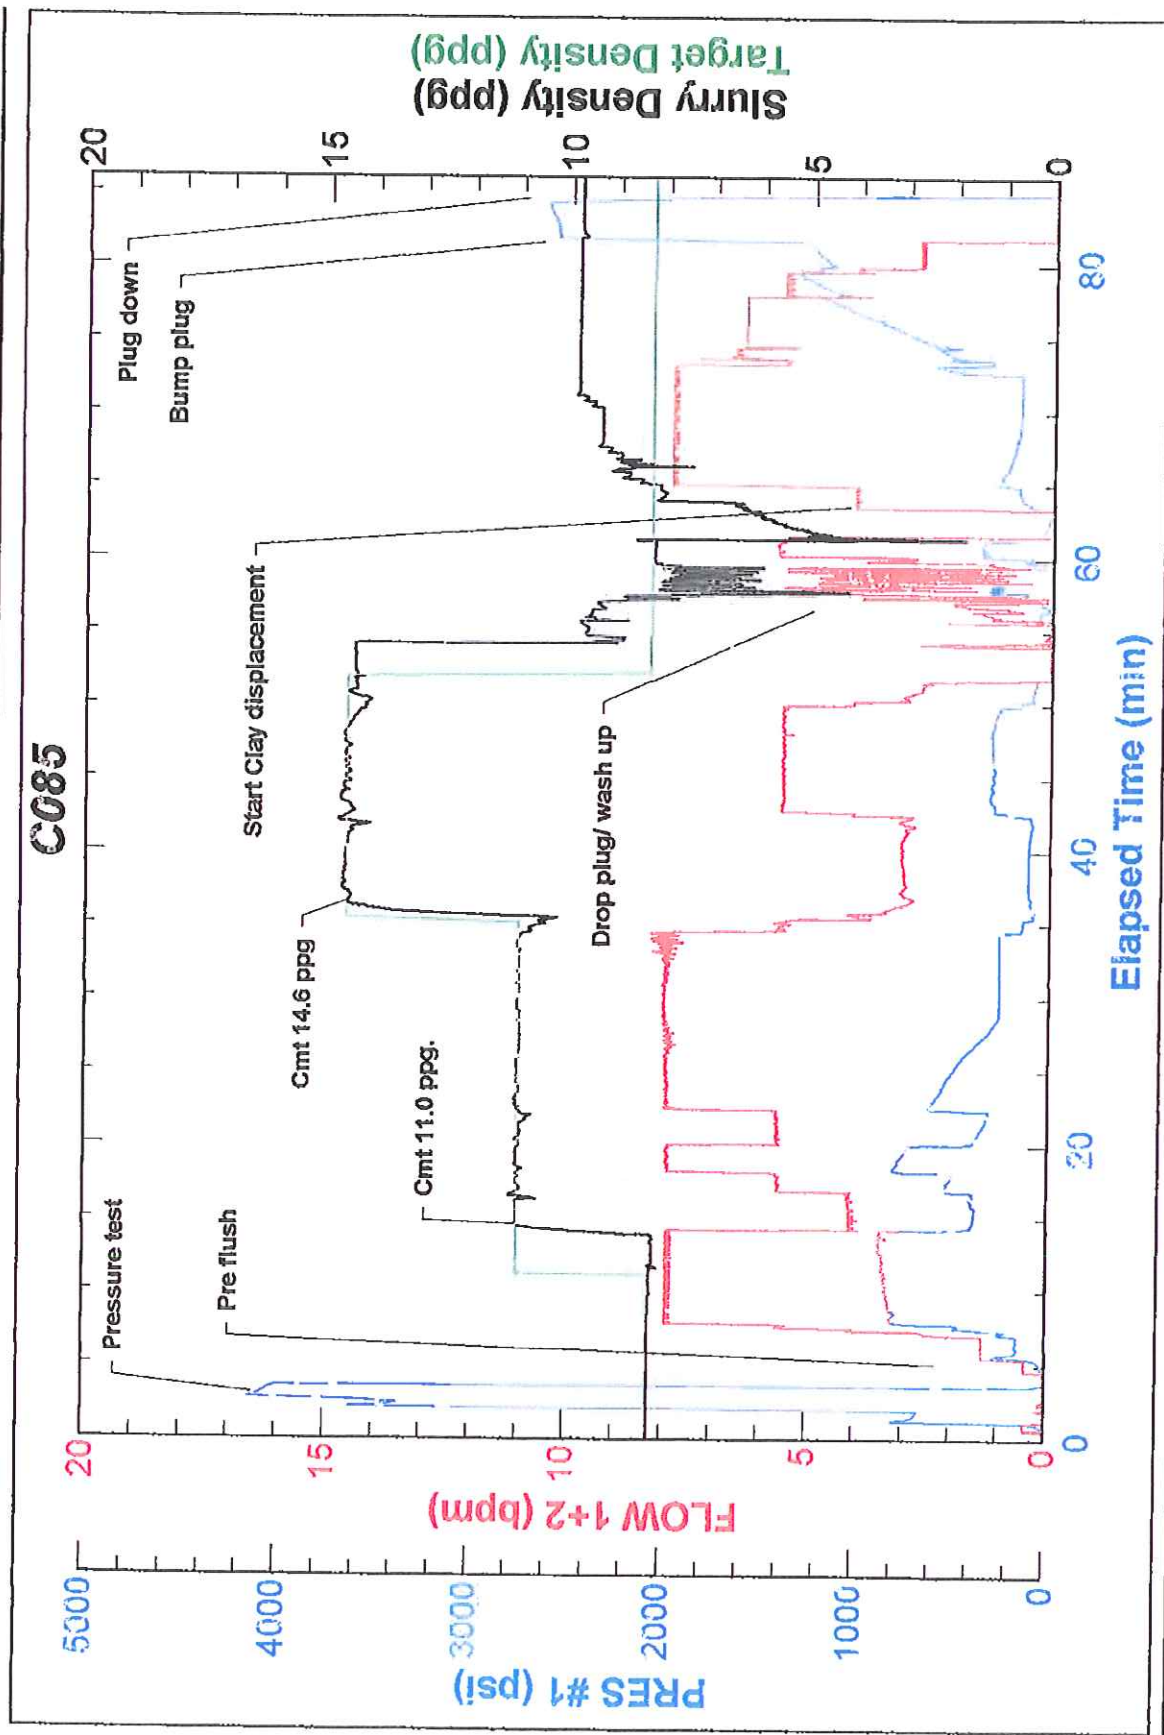 C085
Pressure test
Pre flush
Cmt 11.0 ppg.
Cmt 14.6 ppg
Drop plug/ wash up
Start Clay displacement
Bump plug
Plug down
PRES #1 (psi)
5000
4000
3000
2000
1000
0
FLOW 1+2 (bpm)
20
15
10
5
0
Elapsed Time (min)
0
20
40
60
80
20
15
10
5
0
Slurry Density (ppg)
Target Density (ppg)